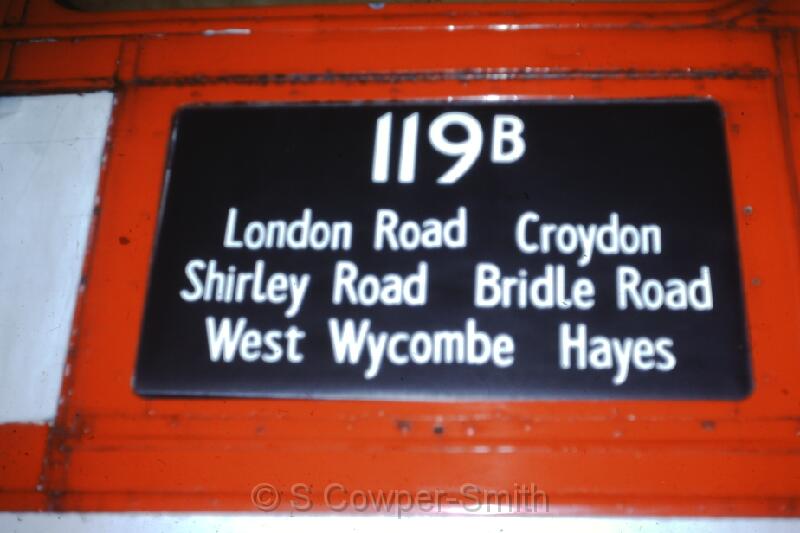 119B
London Road Croydon
Shirley Road Bridle Road
West Wycombe Hayes
© S Cowper-Smith